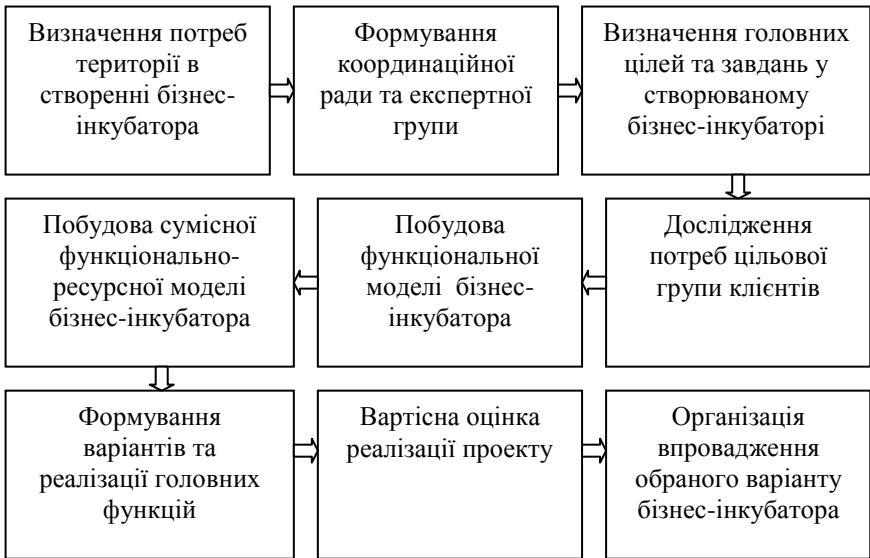 Визначення потреб
території в
створенні бізнес-
інкубатора
Формування
координаційної
ради та експертної
групи
Визначення головних
цілей та завдань у
створюваному
бізнес-інкубаторі
Дослідження
потреб цільової
групи клієнтів
Побудова
функціональної
моделі бізнес-
інкубатора
Побудова сумісної
функціонально-
ресурсної моделі
бізнес-інкубатора
Формування
варіантів та
реалізації головних
функцій
Вартісна оцінка
реалізації проекту
Організація
впровадження
обраного варіанту
бізнес-інкубатора